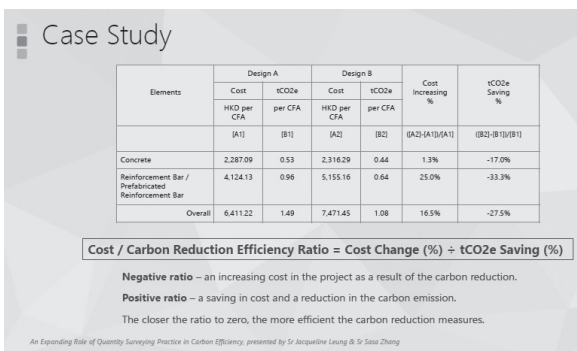 Case Study
Elements Design A Design B Cost Increasing % tCO2e Saving %
Cost tCO2e Cost tCO2e
HKD per CFA per CFA HKD per CFA per CFA
[A1] [B1] [A2] [B2] ([A2]-[A1])/[A1] ([B2]-[B1])/[B1]
Concrete 2,287.09 0.53 2,316.29 0.44 1.3% -17.0%
Reinforcement Bar / Prefabricated Reinforcement Bar 4,124.13 0.96 5,155.16 0.64 25.0% -33.3%
Overall 6,411.22 1.49 7,471.45 1.08 16.5% -27.5%
Cost / Carbon Reduction Efficiency Ratio = Cost Change (%) ÷ tCO2e Saving (%)
Negative ratio – an increasing cost in the project as a result of the carbon reduction.
Positive ratio – a saving in cost and a reduction in the carbon emission.
The closer the ratio to zero, the more efficient the carbon reduction measures.
An Expanding Role of Quantity Surveying Practice in Carbon Efficiency, presented by Sr Jacqueline Leung & Sr Sasa Zhang